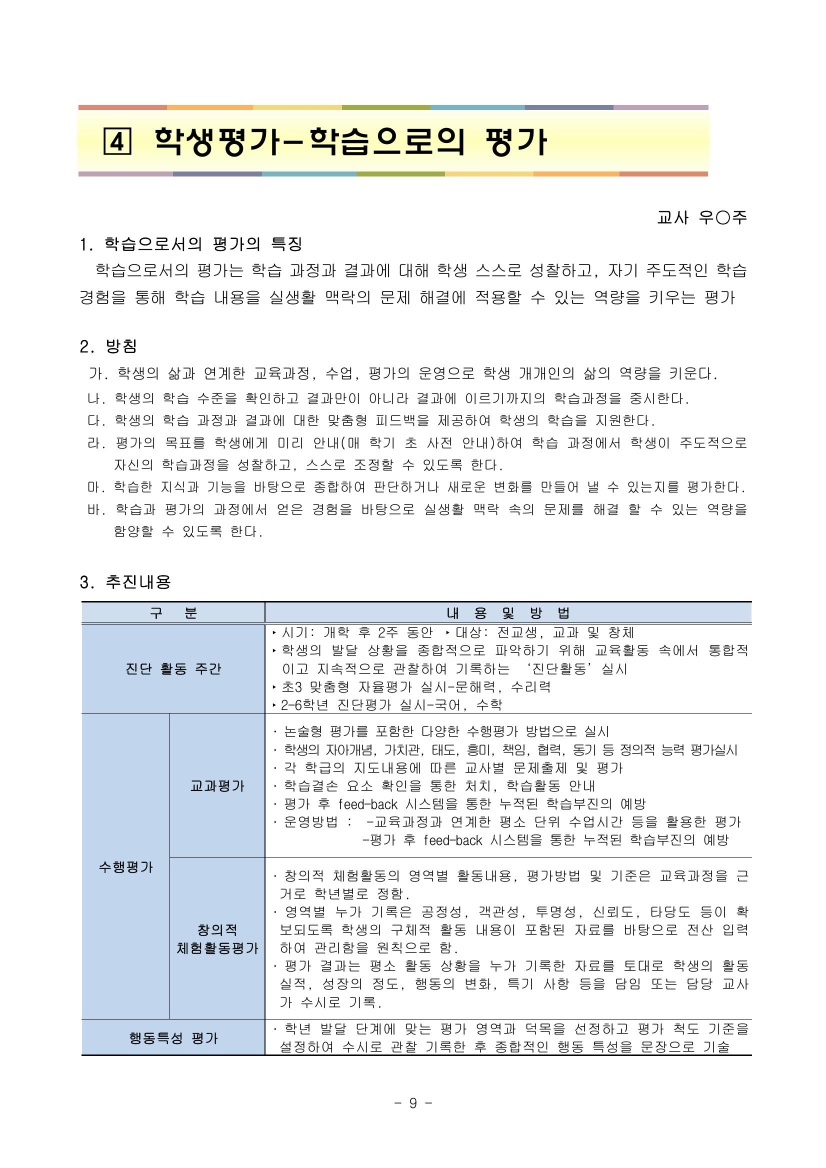 4 학생평가-학습으로의 평가
교사 우○주
1. 학습으로서의 평가의 특징
학습으로서의 평가는 학습 과정과 결과에 대해 학생 스스로 성찰하고, 자기 주도적인 학습
경험을 통해 학습 내용을 실생활 맥락의 문제 해결에 적용할 수 있는 역량을 키우는 평가
2. 방침
가. 학생의 삶과 연계한 교육과정, 수업, 평가의 운영으로 학생 개개인의 삶의 역량을 키운다.
나. 학생의 학습 수준을 확인하고 결과만이 아니라 결과에 이르기까지의 학습과정을 중시한다.
다. 학생의 학습 과정과 결과에 대한 맞춤형 피드백을 제공하여 학생의 학습을 지원한다.
라. 평가의 목표를 학생에게 미리 안내(매 학기 초 사전 안내)하여 학습 과정에서 학생이 주도적으로
자신의 학습과정을 성찰하고, 스스로 조정할 수 있도록 한다.
마. 학습한 지식과 기능을 바탕으로 종합하여 판단하거나 새로운 변화를 만들어 낼 수 있는지를 평가한다.
바. 학습과 평가의 과정에서 얻은 경험을 바탕으로 실생활 맥락 속의 문제를 해결 할 수 있는 역량을
함양할 수 있도록 한다.
3. 추진내용
구 분 내 용 및 방 법
진단 활동 주간
‣시기: 개학 후 2주 동안 ‣대상: 전교생, 교과 및 창체
‣학생의 발달 상황을 종합적으로 파악하기 위해 교육활동 속에서 통합적
이고 지속적으로 관찰하여 기록하는 ‘진단활동’ 실시
‣초3 맞춤형 자율평가 실시-문해력, 수리력
‣2-6학년 진단평가 실시-국어, 수학
수행평가
교과평가
· 논술형 평가를 포함한 다양한 수행평가 방법으로 실시
· 학생의 자아개념, 가치관, 태도, 흥미, 책임, 협력, 동기 등 정의적 능력 평가실시
· 각 학급의 지도내용에 따른 교사별 문제출제 및 평가
· 학습결손 요소 확인을 통한 처치, 학습활동 안내
· 평가 후 feed-back 시스템을 통한 누적된 학습부진의 예방
· 운영방법 : -교육과정과 연계한 평소 단위 수업시간 등을 활용한 평가
-평가 후 feed-back 시스템을 통한 누적된 학습부진의 예방
창의적
체험활동평가
· 창의적 체험활동의 영역별 활동내용, 평가방법 및 기준은 교육과정을 근
거로 학년별로 정함.
· 영역별 누가 기록은 공정성, 객관성, 투명성, 신뢰도, 타당도 등이 확
보되도록 학생의 구체적 활동 내용이 포함된 자료를 바탕으로 전산 입력
하여 관리함을 원칙으로 함.
· 평가 결과는 평소 활동 상황을 누가 기록한 자료를 토대로 학생의 활동
실적, 성장의 정도, 행동의 변화, 특기 사항 등을 담임 또는 담당 교사
가 수시로 기록.
행동특성 평가
· 학년 발달 단계에 맞는 평가 영역과 덕목을 선정하고 평가 척도 기준을
설정하여 수시로 관찰 기록한 후 종합적인 행동 특성을 문장으로 기술
- 9 -